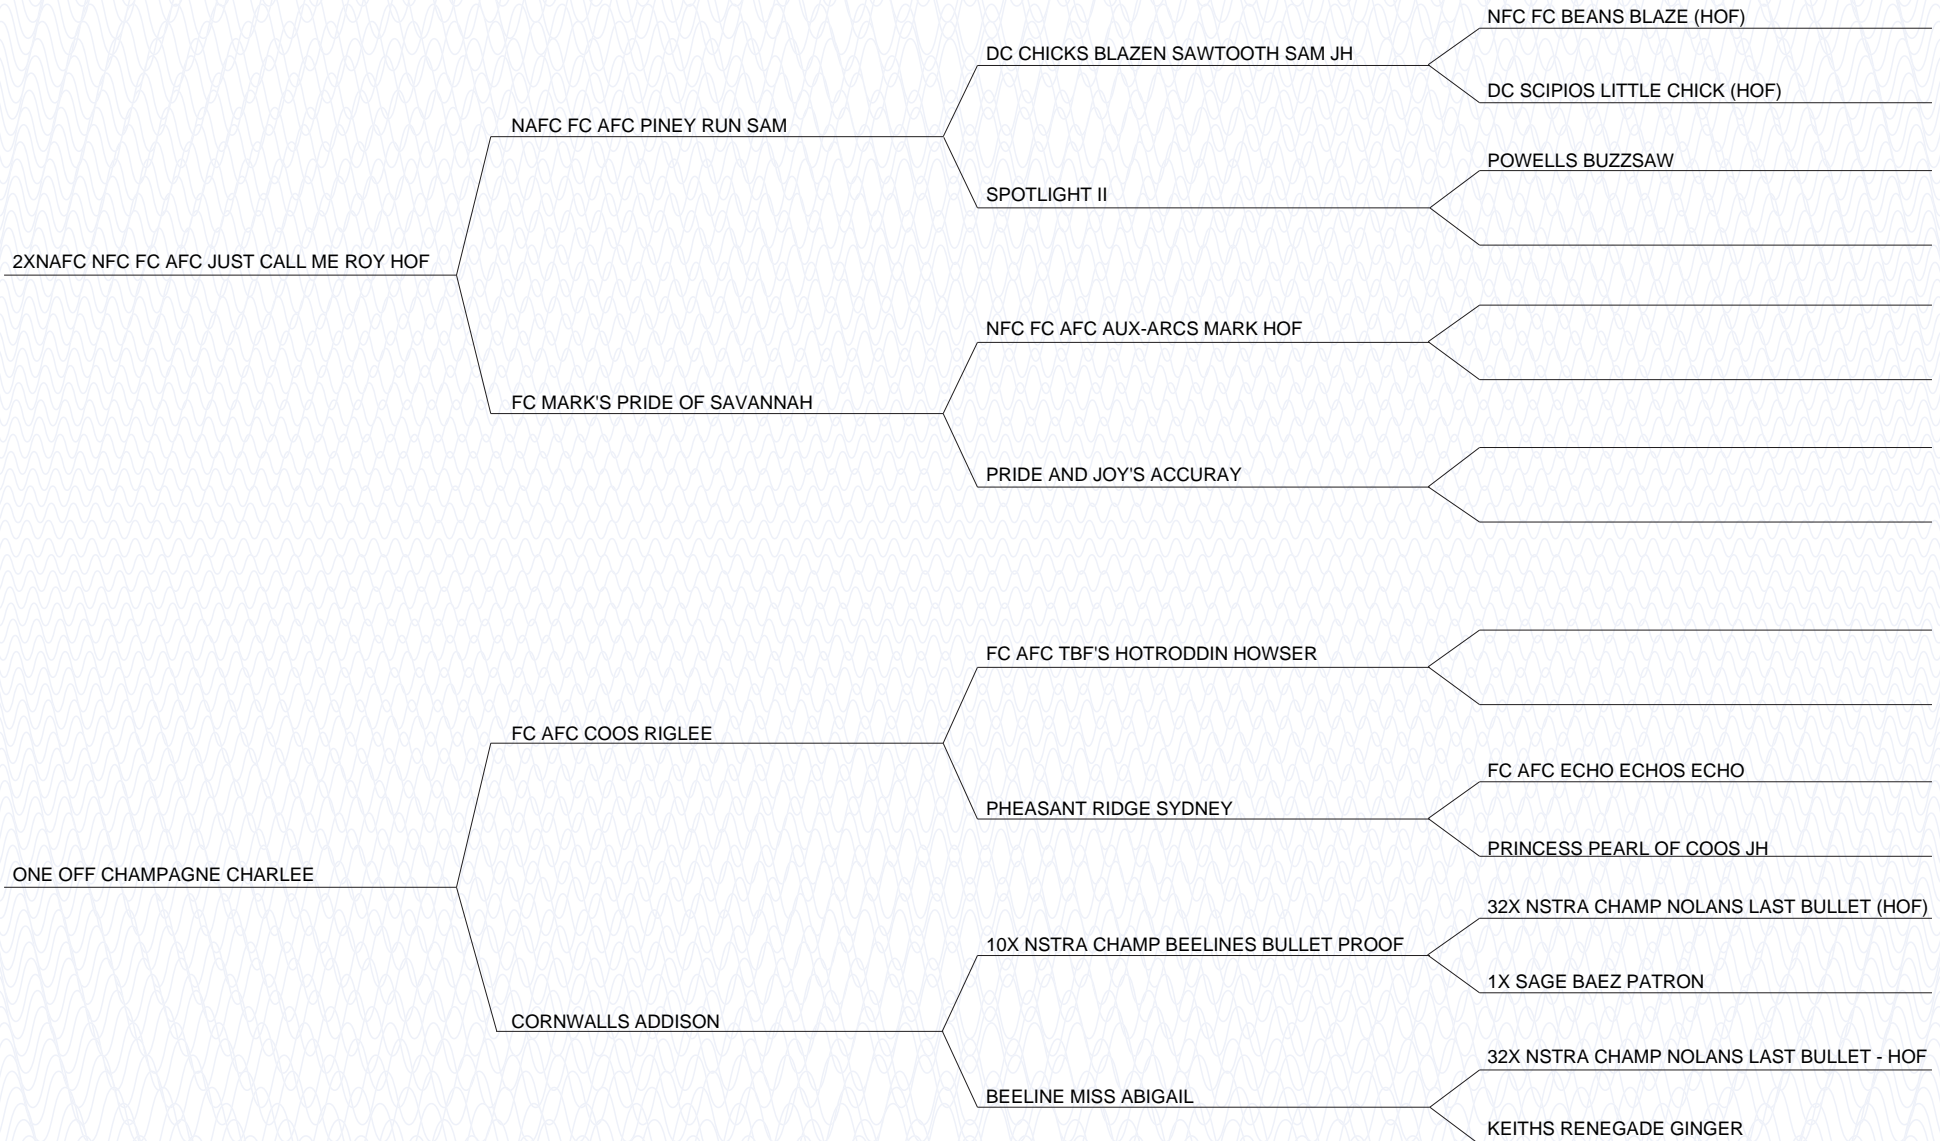 NFC FC BEANS BLAZE (HOF)
DC CHICKS BLAZEN SAWTOOTH SAM JH
DC SCIPIOS LITTLE CHICK (HOF)
NAFC FC AFC PINEY RUN SAM
POWELLS BUZZSAW
SPOTLIGHT II
2XNAFC NFC FC AFC JUST CALL ME ROY HOF
NFC FC AFC AUX-ARCS MARK HOF
FC MARK'S PRIDE OF SAVANNAH
PRIDE AND JOY'S ACCURAY
FC AFC TBF'S HOTRODDIN HOWSER
FC AFC COOS RIGLEE
FC AFC ECHO ECHOS ECHO
PHEASANT RIDGE SYDNEY
PRINCESS PEARL OF COOS JH
ONE OFF CHAMPAGNE CHARLEE
32X NSTRA CHAMP NOLANS LAST BULLET (HOF)
10X NSTRA CHAMP BEELINES BULLET PROOF
1X SAGE BAEZ PATRON
CORNWALLS ADDISON
32X NSTRA CHAMP NOLANS LAST BULLET - HOF
BEELINE MISS ABIGAIL
KEITHS RENEGADE GINGER